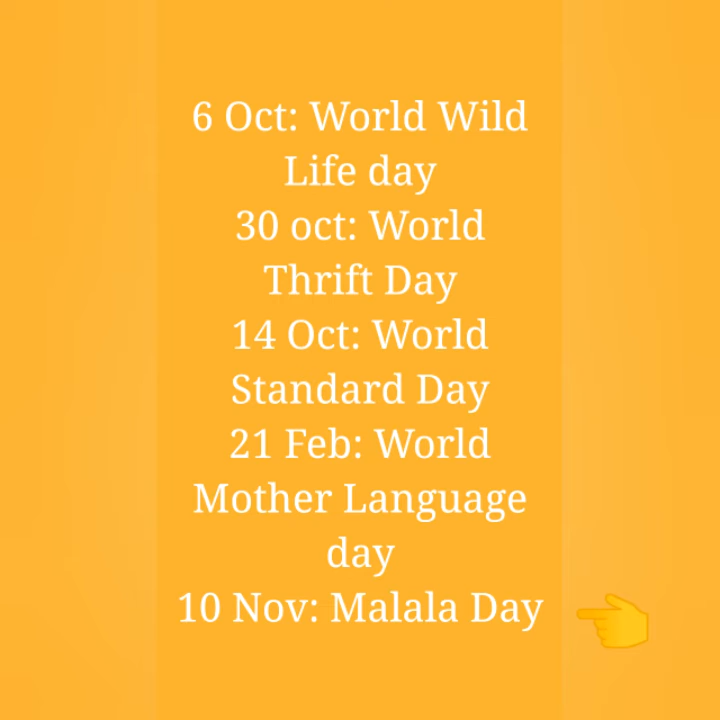 6 Oct: World Wild
Life day
30 oct: World
Thrift Day
14 Oct: World
Standard Day
21 Feb: World
Mother Language
day
10 Nov: Malala Day